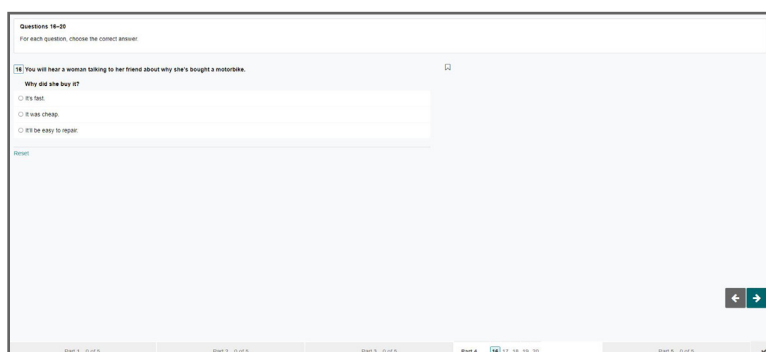 Questions 16–20
For each question, choose the correct answer.
16 You will hear a woman talking to her friend about why she's bought a motorbike.
Why did she buy it?
It's fast.
It was cheap.
It'll be easy to repair.
Reset
Part 1 0 of 5 Part 2 0 of 5 Part 3 0 of 5 Part 4 16 17 18 19 20 Part 5 0 of 5